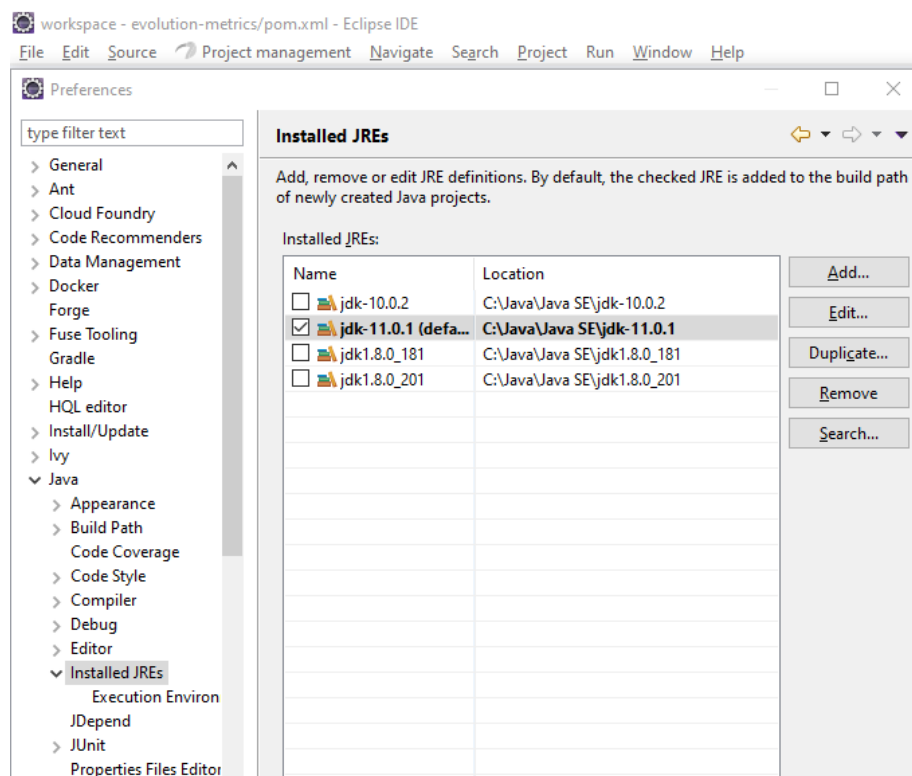 workspace - evolution-metrics/pom.xml - Eclipse IDE
File Edit Source Project management Navigate Search Project Run Window Help
Preferences
type filter text
General
Ant
Cloud Foundry
Code Recommenders
Data Management
Docker
Forge
Fuse Tooling
Gradle
Help
HQL editor
Install/Update
Ivy
Java
Appearance
Build Path
Code Coverage
Code Style
Compiler
Debug
Editor
Installed JREs
Execution Environ
JDepend
JUnit
Properties Files Editor
Installed JREs
Add, remove or edit JRE definitions. By default, the checked JRE is added to the build path
of newly created Java projects.
Installed JREs:
Name Location
jdk-10.0.2 C:\Java\Java SE\jdk-10.0.2
jdk-11.0.1 (defa... C:\Java\Java SE\jdk-11.0.1
jdk1.8.0_181 C:\Java\Java SE\jdk1.8.0_181
jdk1.8.0_201 C:\Java\Java SE\jdk1.8.0_201
Add...
Edit...
Duplicate...
Remove
Search...